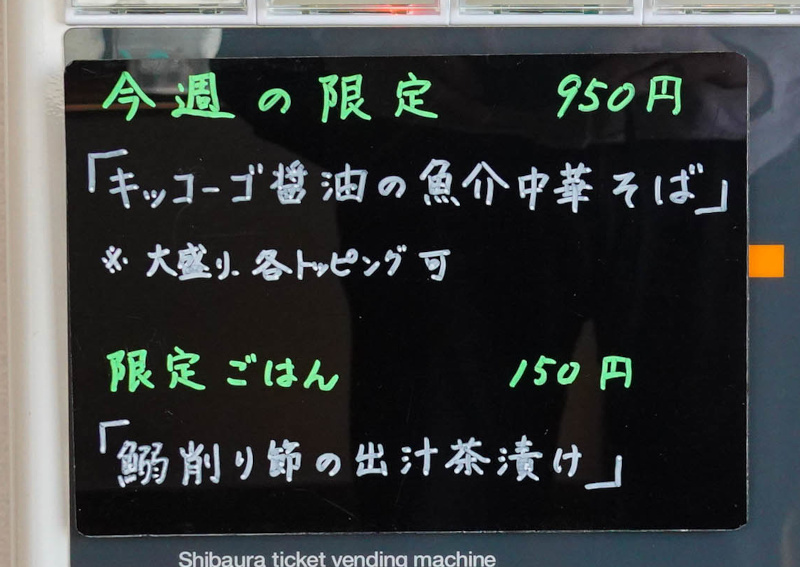 今週の限定 950円
「キッコーゴ醤油の魚介中華そば」
※ 大盛り、各トッピング可
限定ごはん 150円
「鰯削り節の出汁茶漬け」
Shibaura ticket vending machine